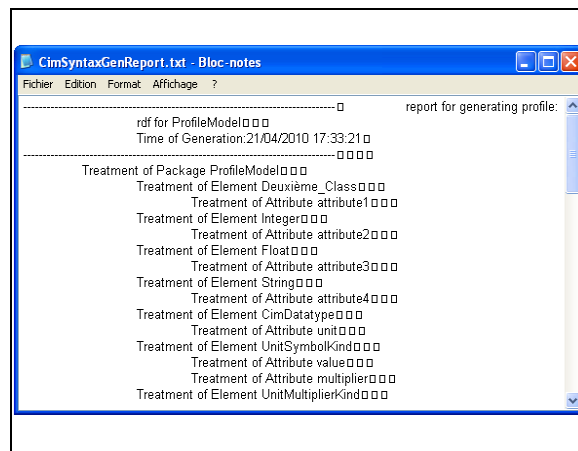 CimSyntaxGenReport.txt - Bloc-notes
Fichier Edition Format Affichage ?
------------------------------------------------------------------------------□ report for generating profile:
rdf for ProfileModel□□□
Time of Generation:21/04/2010 17:33:21□
------------------------------------------------------------------------------□□□□
Treatment of Package ProfileModel□□□
Treatment of Element Deuxième_Class□□□
Treatment of Attribute attribute1□□□
Treatment of Element Integer□□□
Treatment of Attribute attribute2□□□
Treatment of Element Float□□□
Treatment of Attribute attribute3□□□
Treatment of Element String□□□
Treatment of Attribute attribute4□□□
Treatment of Element CimDatatype□□□
Treatment of Attribute unit□□□
Treatment of Element UnitSymbolKind□□□
Treatment of Attribute value□□□
Treatment of Attribute multiplier□□□
Treatment of Element UnitMultiplierKind□□□